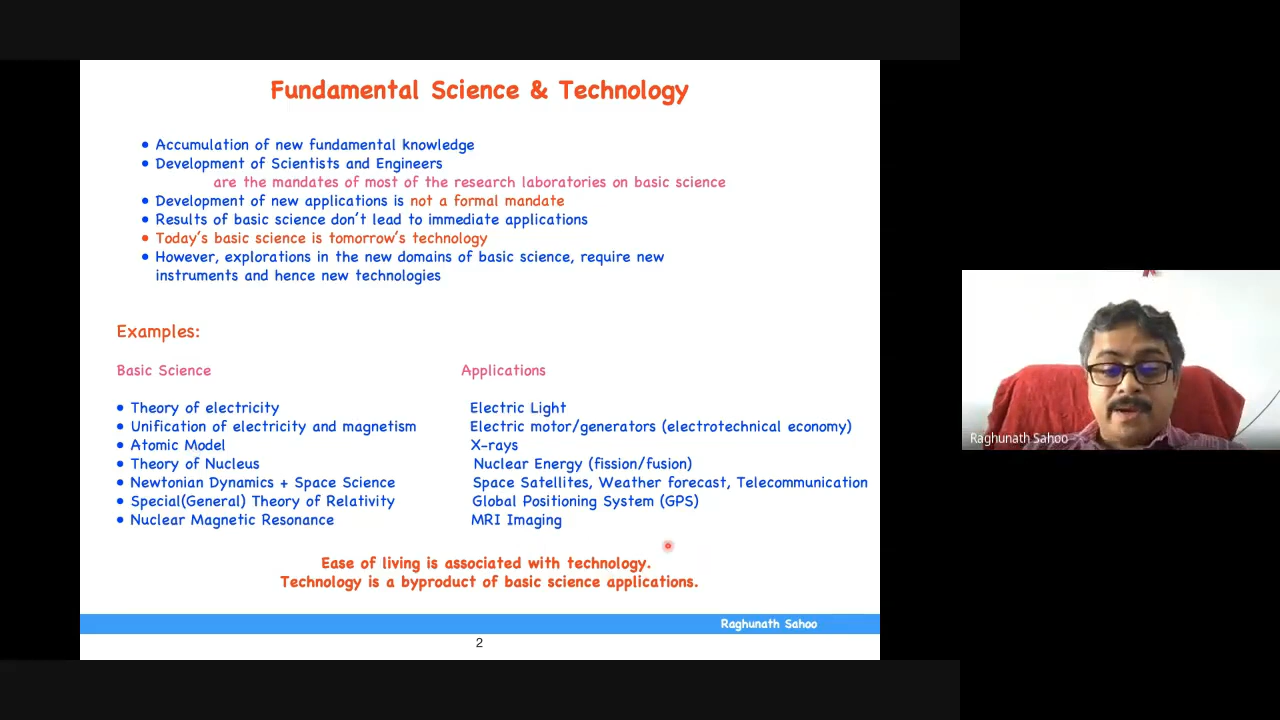 Fundamental Science & Technology
• Accumulation of new fundamental knowledge
• Development of Scientists and Engineers
are the mandates of most of the research laboratories on basic science
• Development of new applications is not a formal mandate
• Results of basic science don't lead to immediate applications
• Today's basic science is tomorrow's technology
• However, explorations in the new domains of basic science, require new
instruments and hence new technologies
Examples:
Basic Science Applications
• Theory of electricity Electric Light
• Unification of electricity and magnetism Electric motor/generators (electrotechnical economy)
• Atomic Model X-rays
• Theory of Nucleus Nuclear Energy (fission/fusion)
• Newtonian Dynamics + Space Science Space Satellites, Weather forecast, Telecommunication
• Special(General) Theory of Relativity Global Positioning System (GPS)
• Nuclear Magnetic Resonance MRI Imaging
Ease of living is associated with technology.
Technology is a byproduct of basic science applications.
Raghunath Sahoo
2
Raghunath Sahoo